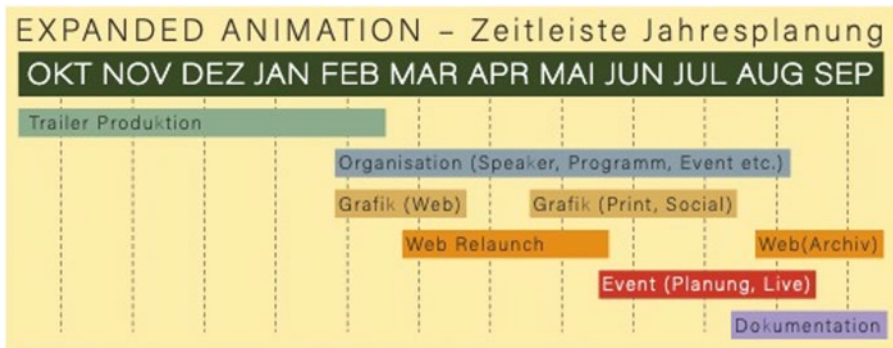 EXPANDED ANIMATION – Zeitleiste Jahresplanung
OKT NOV DEZ JAN FEB MAR APR MAI JUN JUL AUG SEP
Trailer Produktion
Organisation (Speaker, Programm, Event etc.)
Grafik (Web) Grafik (Print, Social)
Web Relaunch Web(Archiv)
Event (Planung, Live)
Dokumentation